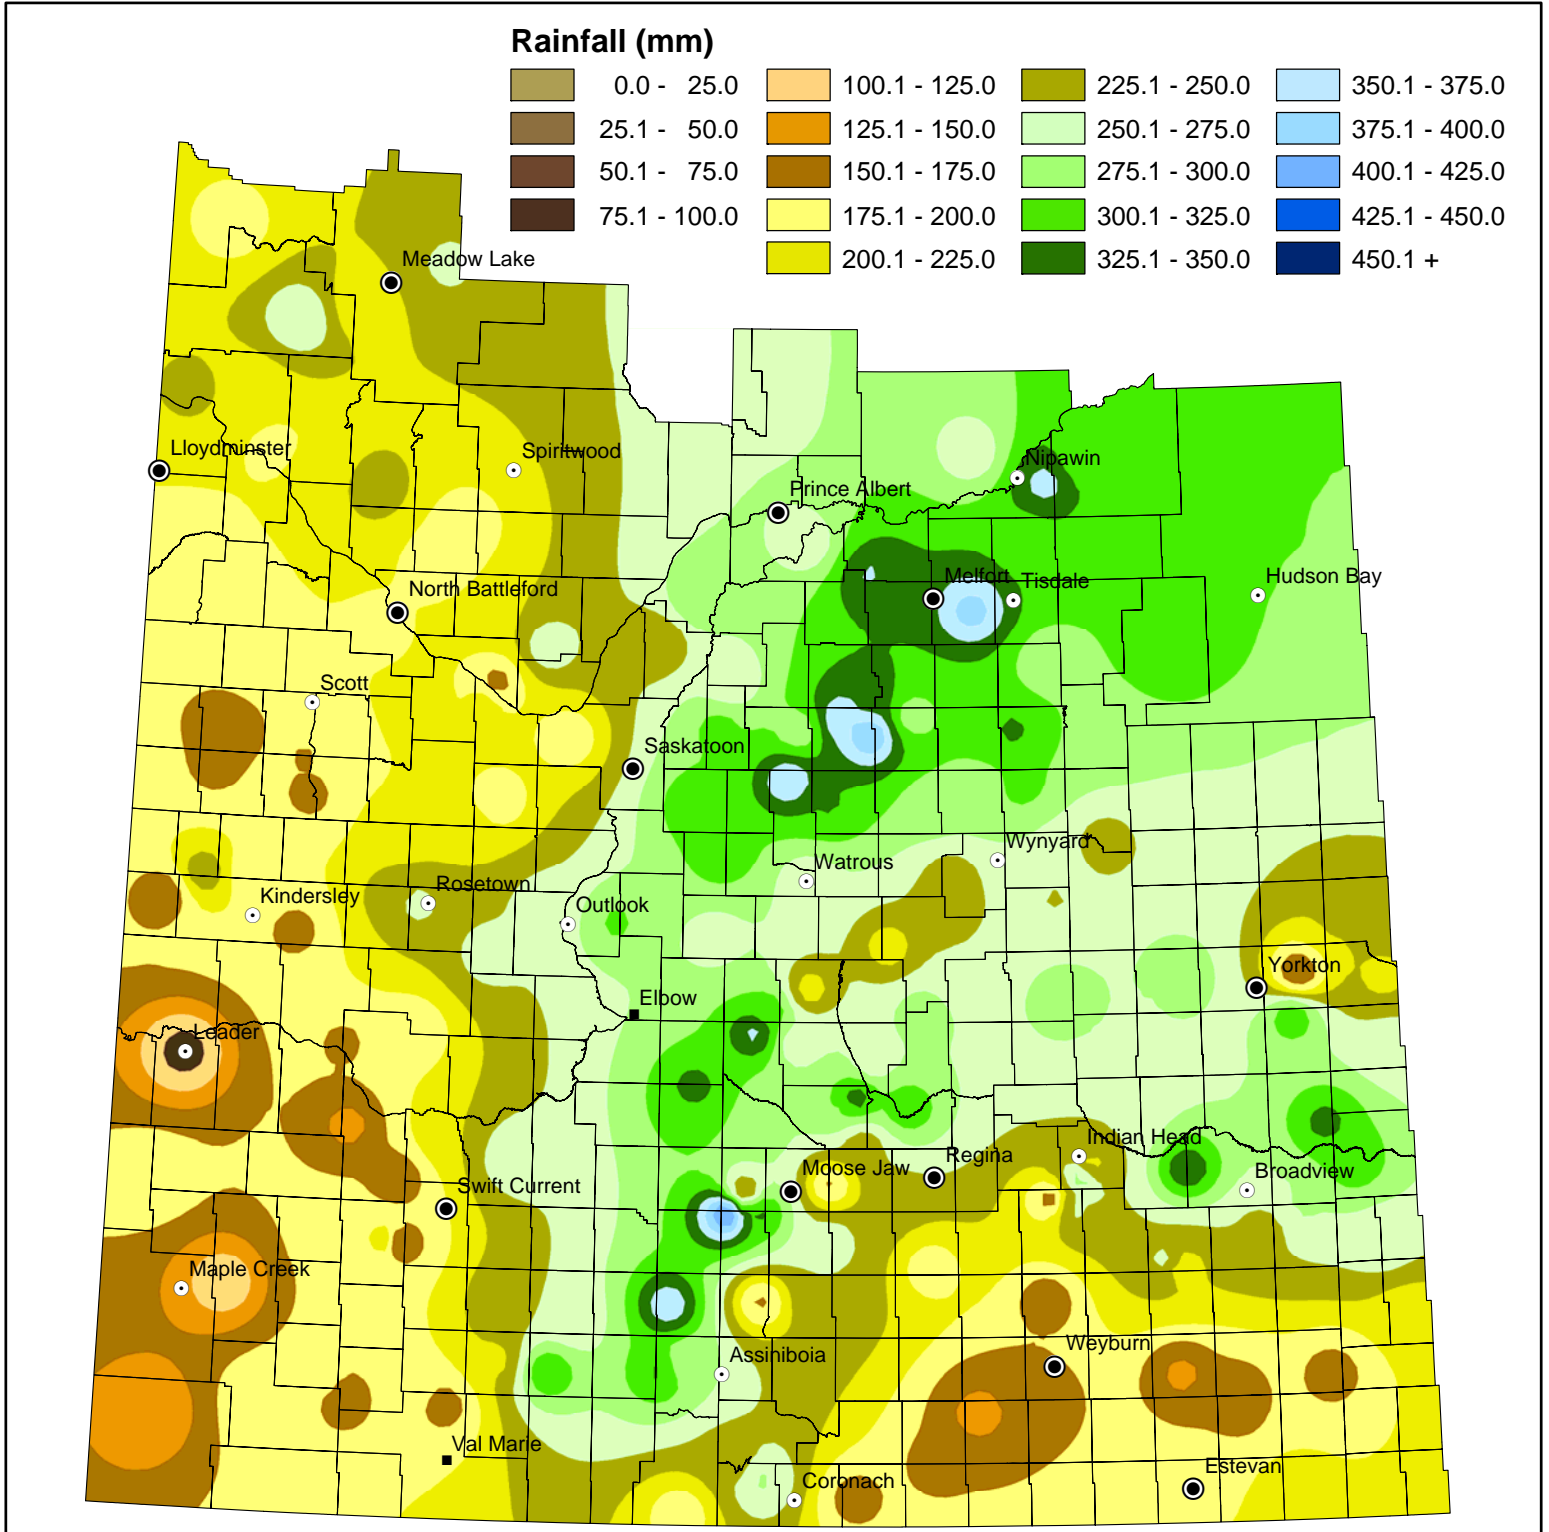 Rainfall (mm)
0.0 - 25.0
25.1 - 50.0
50.1 - 75.0
75.1 - 100.0
100.1 - 125.0
125.1 - 150.0
150.1 - 175.0
175.1 - 200.0
200.1 - 225.0
225.1 - 250.0
250.1 - 275.0
275.1 - 300.0
300.1 - 325.0
325.1 - 350.0
350.1 - 375.0
375.1 - 400.0
400.1 - 425.0
425.1 - 450.0
450.1 +
Meadow Lake
Lloydminster
Spiritwood
Nipawin
Prince Albert
North Battleford
Melfort
Tisdale
Hudson Bay
Scott
Saskatoon
Wynyard
Watrous
Rosetown
Kindersley
Outlook
Yorkton
Elbow
Leader
Indian Head
Regina
Moose Jaw
Broadview
Swift Current
Maple Creek
Weyburn
Assiniboia
Val Marie
Estevan
Coronach